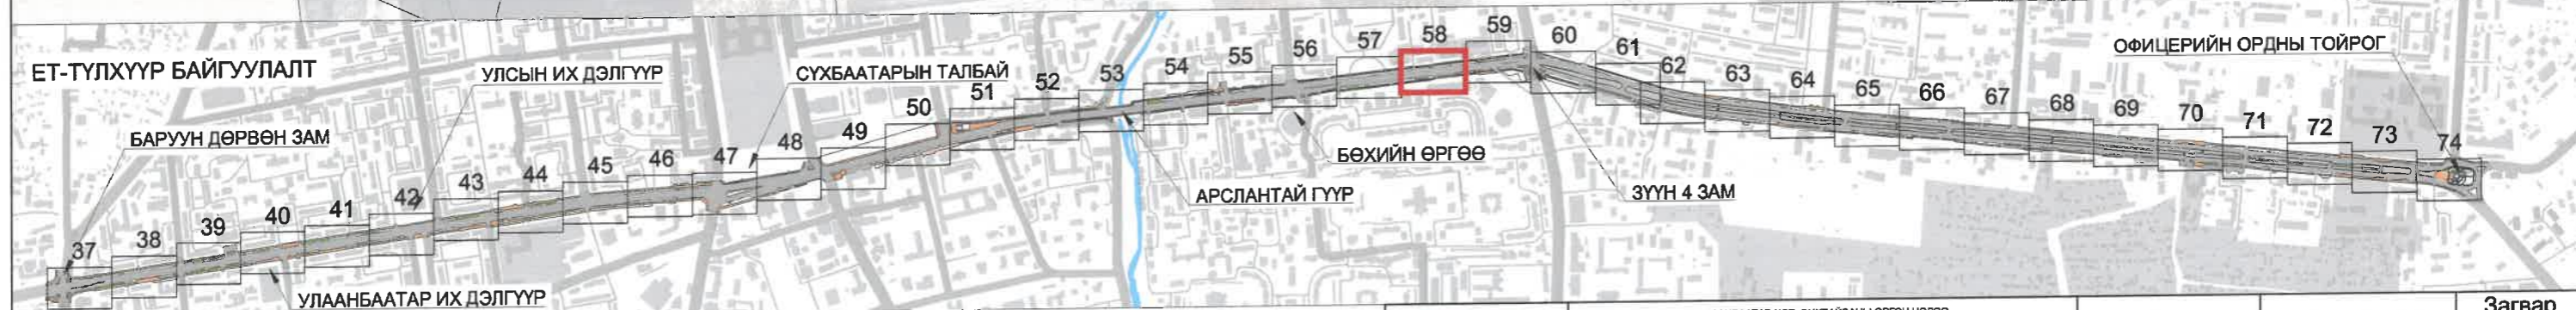 ЕТ-ТҮЛХҮҮР БАЙГУУЛАЛТ
БАРУУН ДӨРВӨН ЗАМ
УЛСЫН ИХ ДЭЛГҮҮР
СҮХБААТАРЫН ТАЛБАЙ
ОФИЦЕРИЙН ОРДНЫ ТОЙРОГ
37 38 39 40 41 42 43 44 45 46 47 48 49 50 51 52 53 54 55 56 57 58 59 60 61 62 63 64 65 66 67 68 69 70 71 72 73 74
БӨХИЙН ӨРГӨӨ
АРСЛАНТАЙ ГҮҮР
ЗҮҮН 4 ЗАМ
УЛААНБААТАР ИХ ДЭЛГҮҮР
Загвар